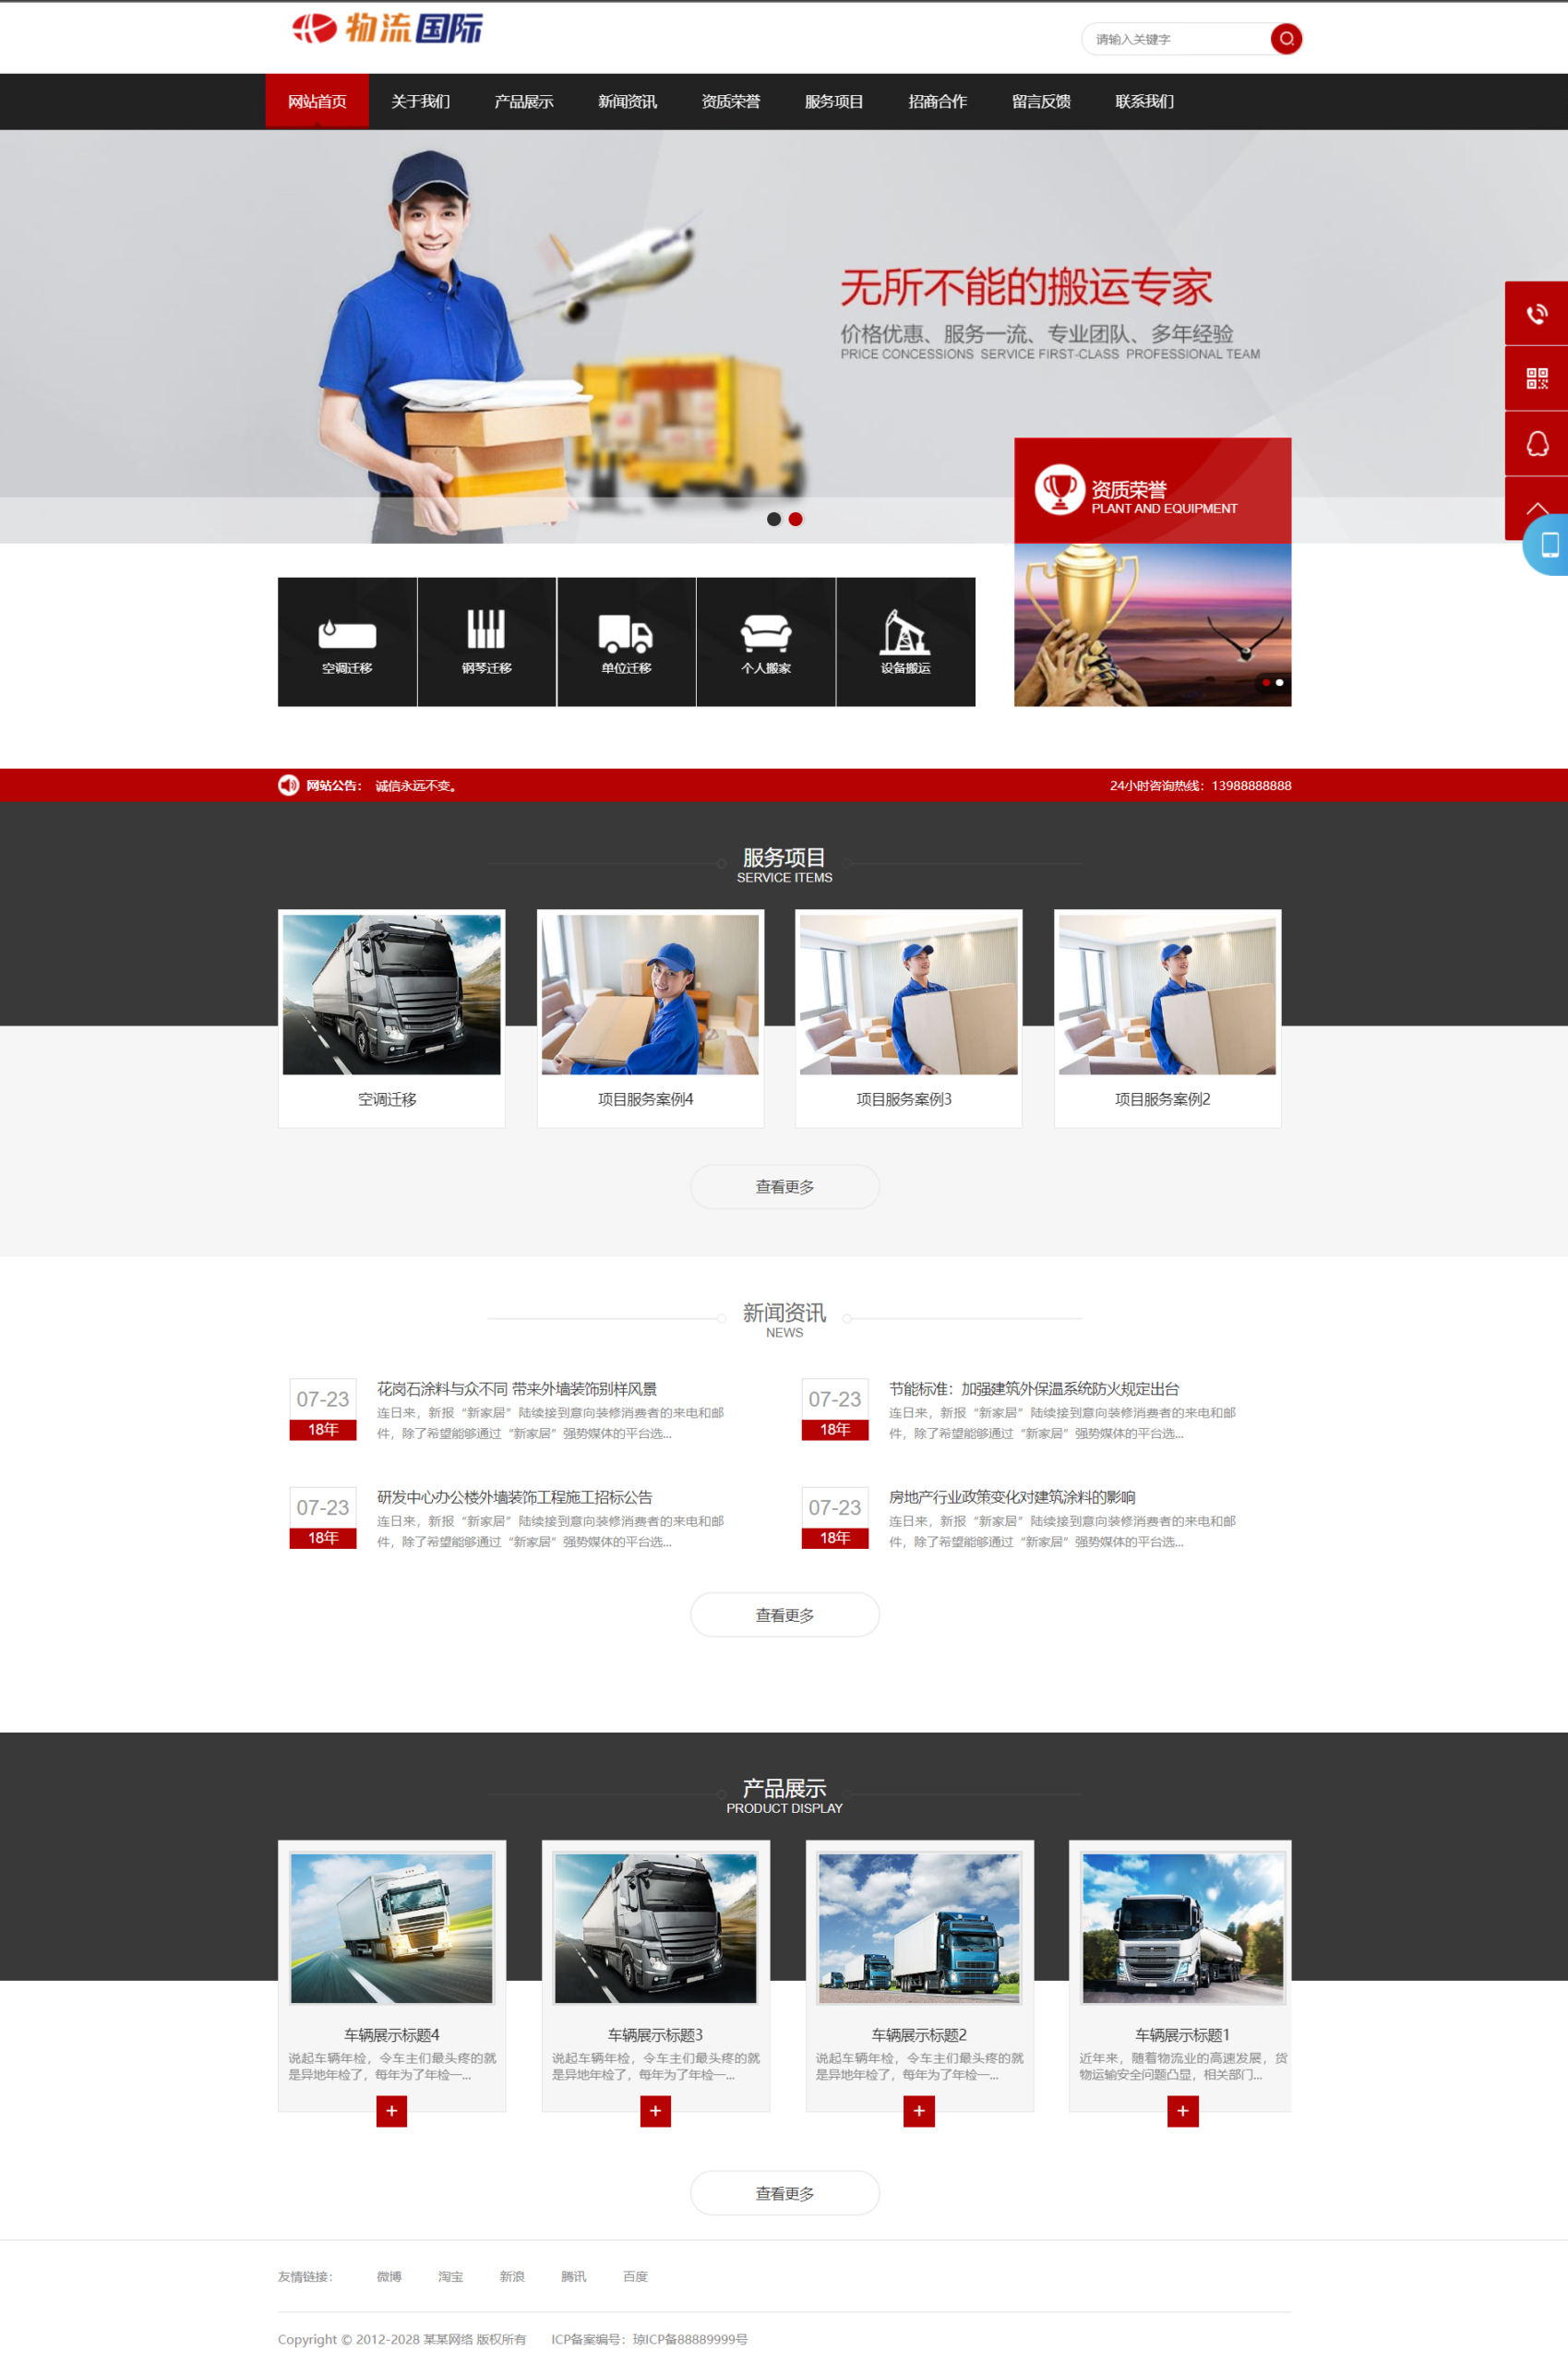 物流国际
请输入关键字
网站首页 关于我们 产品展示 新闻资讯 资质荣誉 服务项目 招商合作 留言反馈 联系我们
无所不能的搬运专家
价格优惠、服务一流、专业团队、多年经验
PRICE CONCESSIONS SERVICE FIRST-CLASS PROFESSIONAL TEAM
资质荣誉
PLANT AND EQUIPMENT
空调迁移 钢琴迁移 单位迁移 个人搬家 设备搬运
网站公告： 诚信永远不变。 24小时咨询热线：13988888888
服务项目
SERVICE ITEMS
空调迁移 项目服务案例4 项目服务案例3 项目服务案例2
查看更多
新闻资讯
NEWS
07-23
18年
花岗石涂料与众不同 带来外墙装饰别样风景
连日来，新报“新家居”陆续接到意向装修消费者的来电和邮
件，除了希望能够通过“新家居”强势媒体的平台选...
07-23
18年
节能标准：加强建筑外保温系统防火规定出台
连日来，新报“新家居”陆续接到意向装修消费者的来电和邮
件，除了希望能够通过“新家居”强势媒体的平台选...
07-23
18年
研发中心办公楼外墙装饰工程施工招标公告
连日来，新报“新家居”陆续接到意向装修消费者的来电和邮
件，除了希望能够通过“新家居”强势媒体的平台选...
07-23
18年
房地产行业政策变化对建筑涂料的影响
连日来，新报“新家居”陆续接到意向装修消费者的来电和邮
件，除了希望能够通过“新家居”强势媒体的平台选...
查看更多
产品展示
PRODUCT DISPLAY
车辆展示标题4
说起车辆年检，令车主们最头疼的就
是异地年检了，每年为了年检一...
+
车辆展示标题3
说起车辆年检，令车主们最头疼的就
是异地年检了，每年为了年检一...
+
车辆展示标题2
说起车辆年检，令车主们最头疼的就
是异地年检了，每年为了年检一...
+
车辆展示标题1
近年来，随着物流业的高速发展，货
物运输安全问题凸显，相关部门...
+
查看更多
友情链接： 微博 淘宝 新浪 腾讯 百度
Copyright © 2012-2028 某某网络 版权所有 ICP备案编号：琼ICP备88889999号